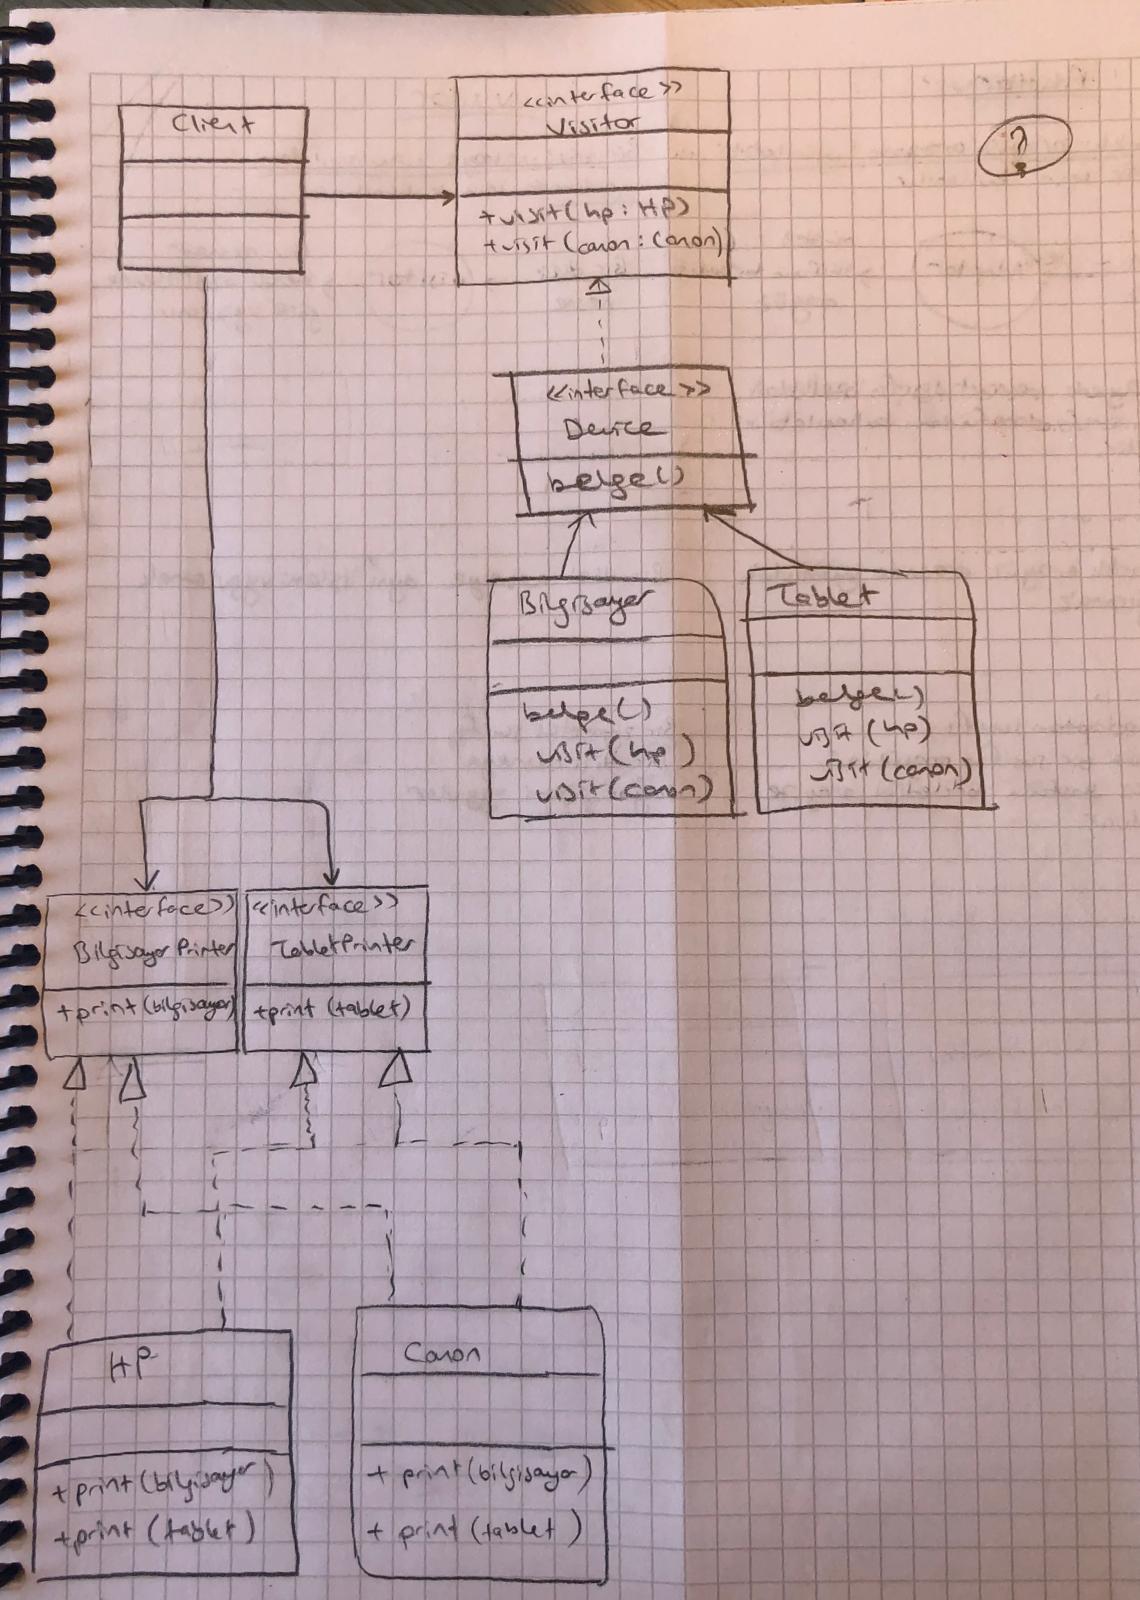 Client
<<interface>>
Visitor
+visit(hp: HP)
+visit(canon: Canon)
?
<<interface>>
Device
belge()
Bilgisayar
belge()
visit(hp)
visit(canon)
Tablet
belge()
visit(hp)
visit(canon)
<<interface>>
Bilgisayar Printer
+print(bilgisayar)
<<interface>>
TabletPrinter
+print (tablet)
HP
+print(bilgisayar)
+print (tablet)
Canon
+ print(bilgisayar)
+ print (tablet)